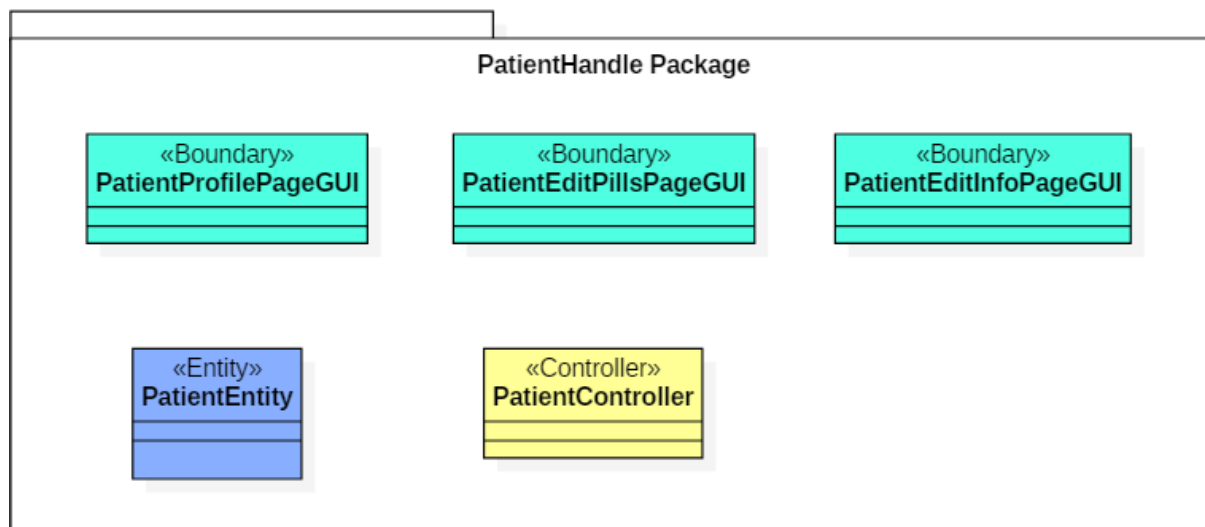 PatientHandle Package
«Boundary»
PatientProfilePageGUI
«Boundary»
PatientEditPillsPageGUI
«Boundary»
PatientEditInfoPageGUI
«Entity»
PatientEntity
«Controller»
PatientController